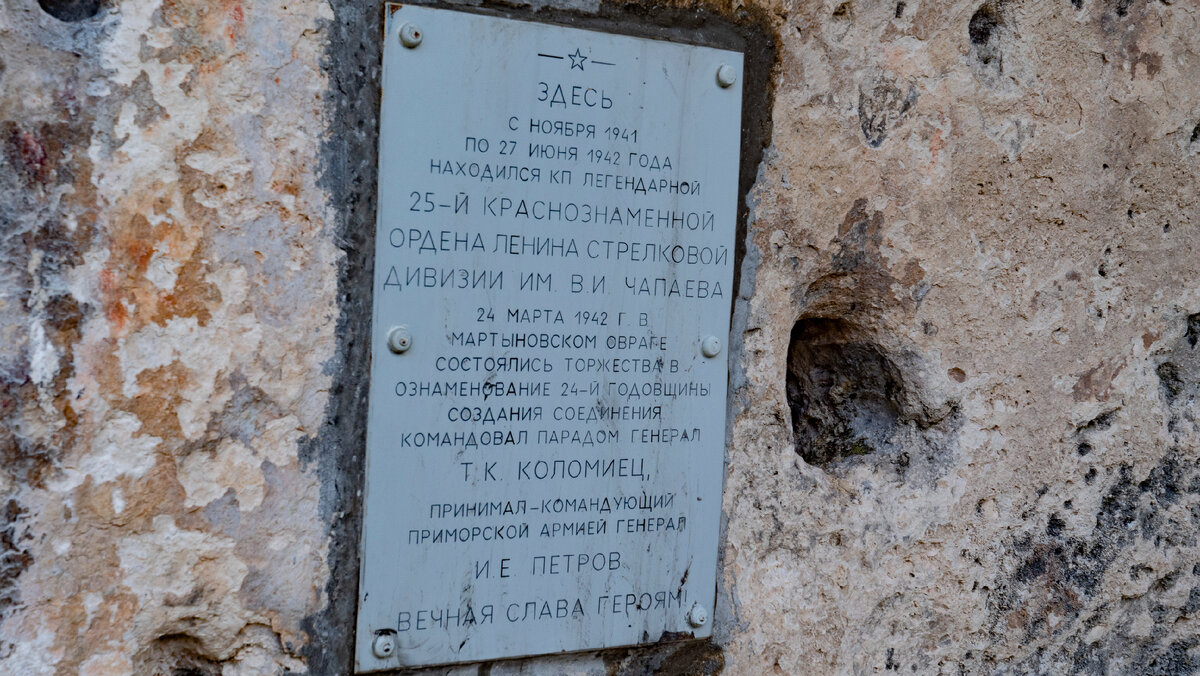 ЗДЕСЬ
С НОЯБРЯ 1941
ПО 27 ИЮНЯ 1942 ГОДА
НАХОДИЛСЯ КП ЛЕГЕНДАРНОЙ
25-Й КРАСНОЗНАМЕННОЙ
ОРДЕНА ЛЕНИНА СТРЕЛКОВОЙ
ДИВИЗИИ ИМ. В.И. ЧАПАЕВА
24 МАРТА 1942 Г. В
МАРТЫНОВСКОМ ОВРАГЕ
СОСТОЯЛИСЬ ТОРЖЕСТВА В
ОЗНАМЕНОВАНИЕ 24-Й ГОДОВЩИНЫ
СОЗДАНИЯ СОЕДИНЕНИЯ.
КОМАНДОВАЛ ПАРАДОМ ГЕНЕРАЛ
Т.К. КОЛОМИЕЦ,
ПРИНИМАЛ-КОМАНДУЮЩИЙ
ПРИМОРСКОЙ АРМИЕЙ ГЕНЕРАЛ
И.Е. ПЕТРОВ
ВЕЧНАЯ СЛАВА ГЕРОЯМ!